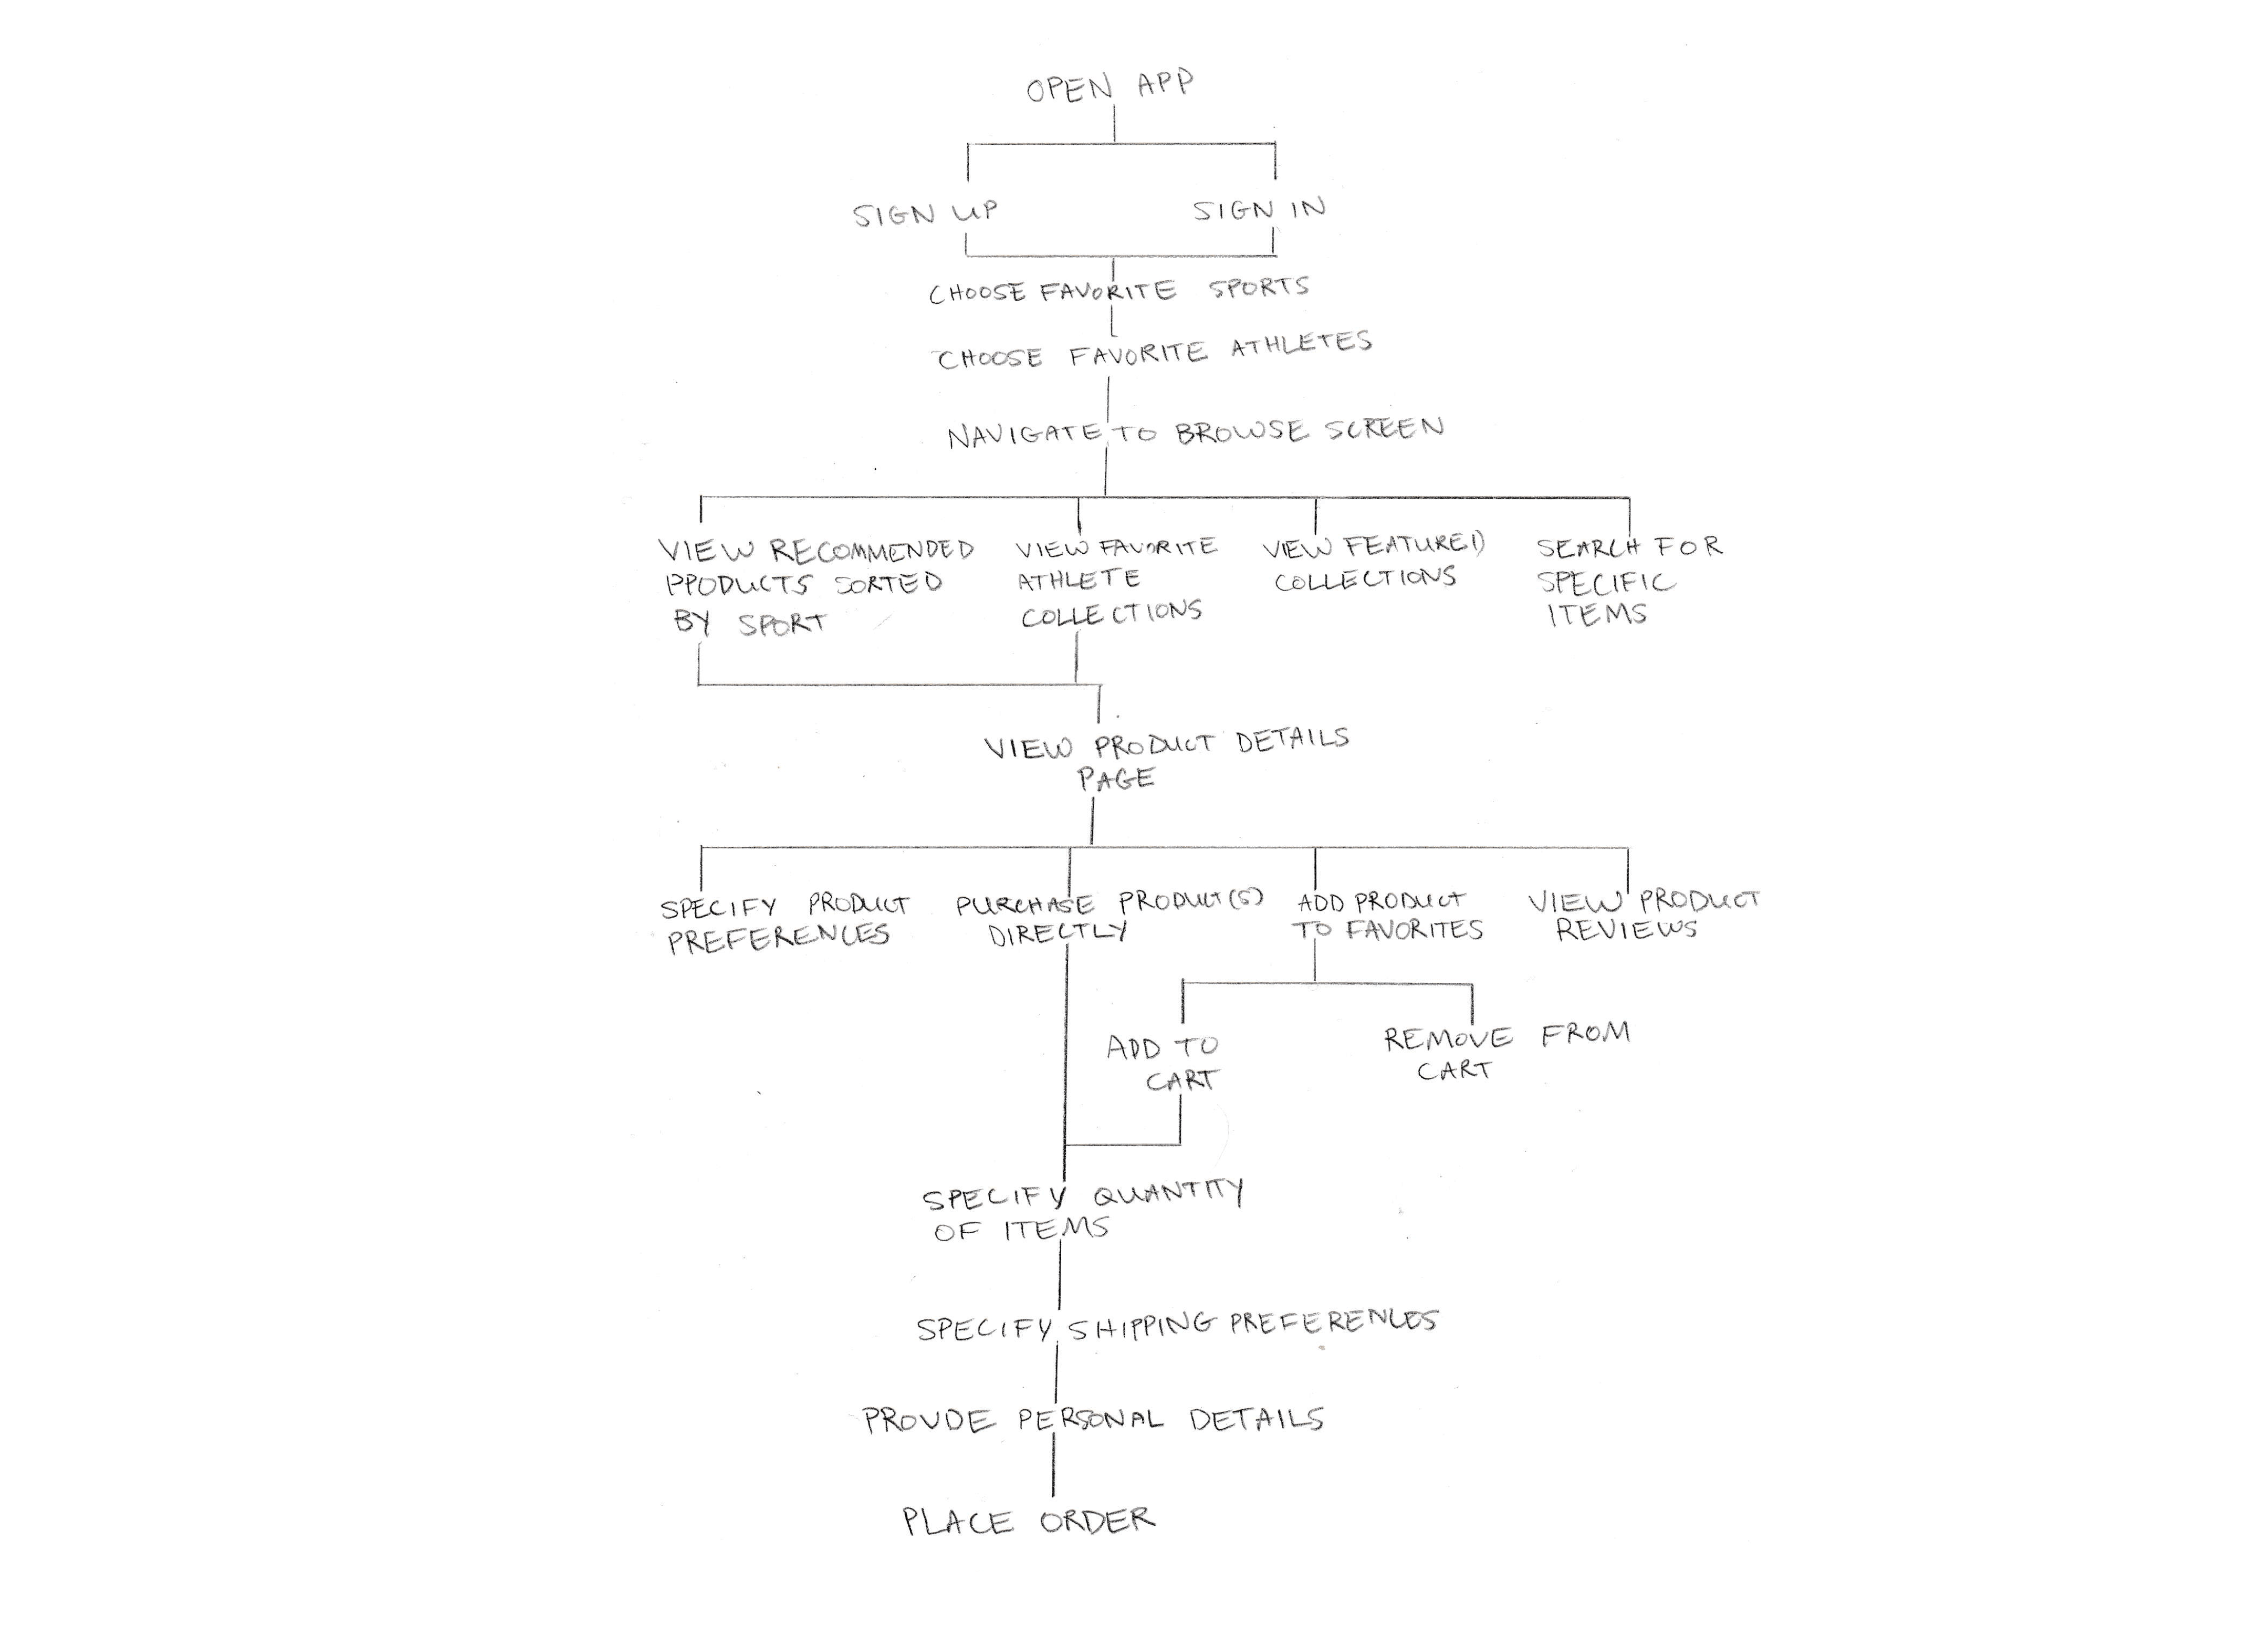 OPEN APP
SIGN UP
SIGN IN
CHOOSE FAVORITE SPORTS
CHOOSE FAVORITE ATHLETES
NAVIGATE TO BROWSE SCREEN
VIEW RECOMMENDED
PRODUCTS SORTED
BY SPORT
VIEW FAVORITE
ATHLETE
COLLECTIONS
VIEW FEATURED
COLLECTIONS
SEARCH FOR
SPECIFIC
ITEMS
VIEW PRODUCT DETAILS
PAGE
SPECIFY PRODUCT
PREFERENCES
PURCHASE PRODUCT(S)
DIRECTLY
ADD PRODUCT
TO FAVORITES
VIEW PRODUCT
REVIEWS
ADD TO
CART
REMOVE FROM
CART
SPECIFY QUANTITY
OF ITEMS
SPECIFY SHIPPING PREFERENCES
PROVDE PERSONAL DETAILS
PLACE ORDER